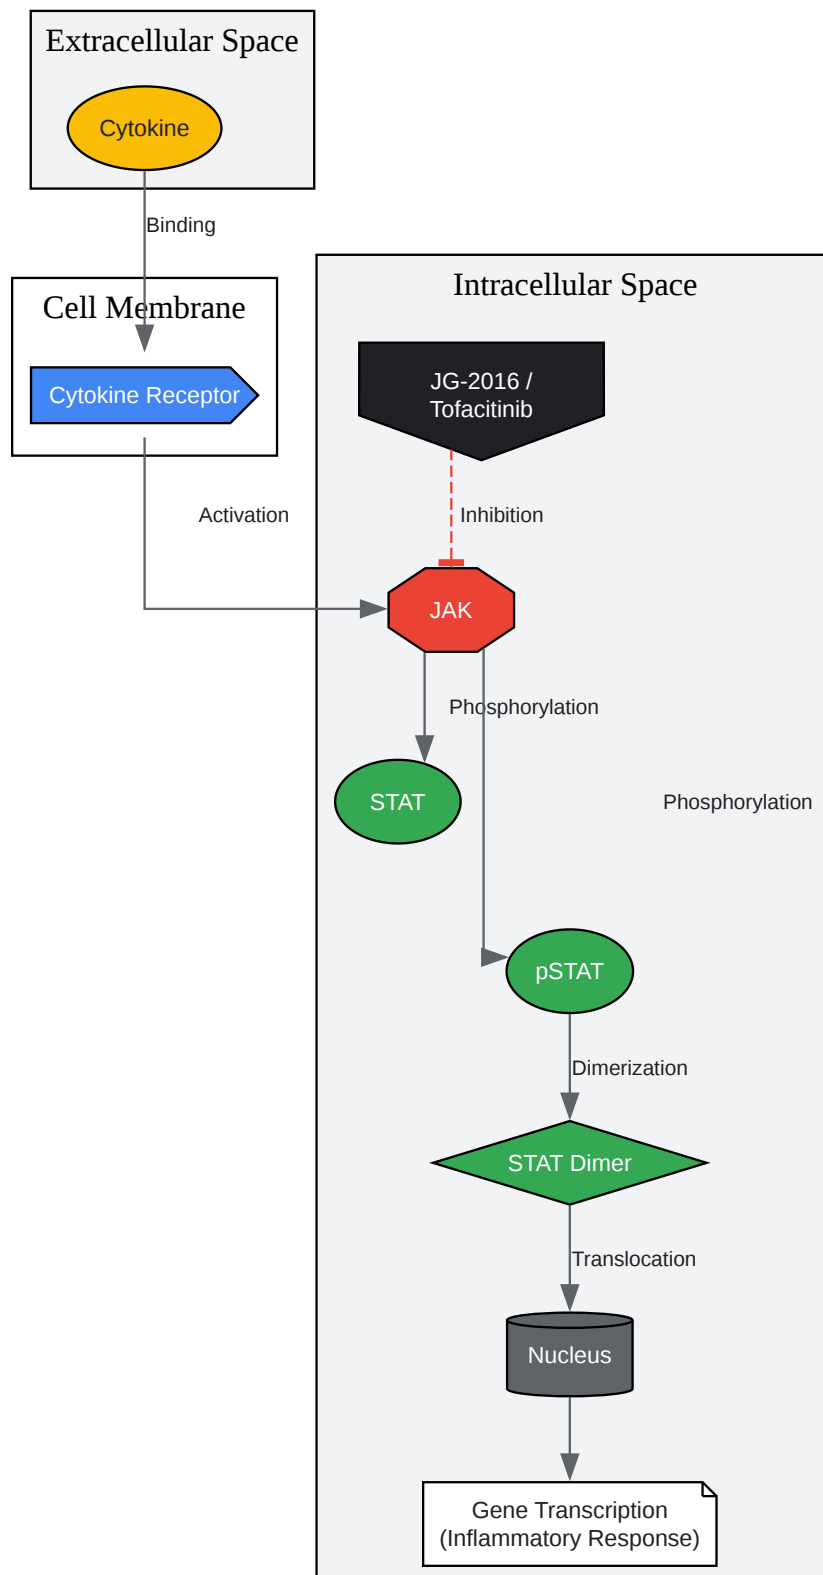 Extracellular Space
Cytokine
Binding
Cell Membrane
Cytokine Receptor
Activation
Intracellular Space
JG-2016 /
Tofacitinib
Inhibition
JAK
Phosphorylation
STAT
Phosphorylation
pSTAT
Dimerization
STAT Dimer
Translocation
Nucleus
Gene Transcription
(Inflammatory Response)